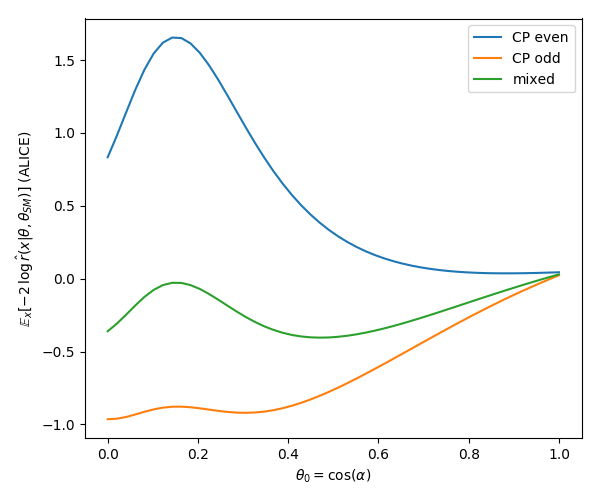 CP even
CP odd
mixed
1.5
1.0
0.5
0.0
−0.5
−1.0
𝔼ₓ[−2 log r̂(x|θ, θ_SM)] (ALICE)
0.0 0.2 0.4 0.6 0.8 1.0
θ₀ = cos(α)